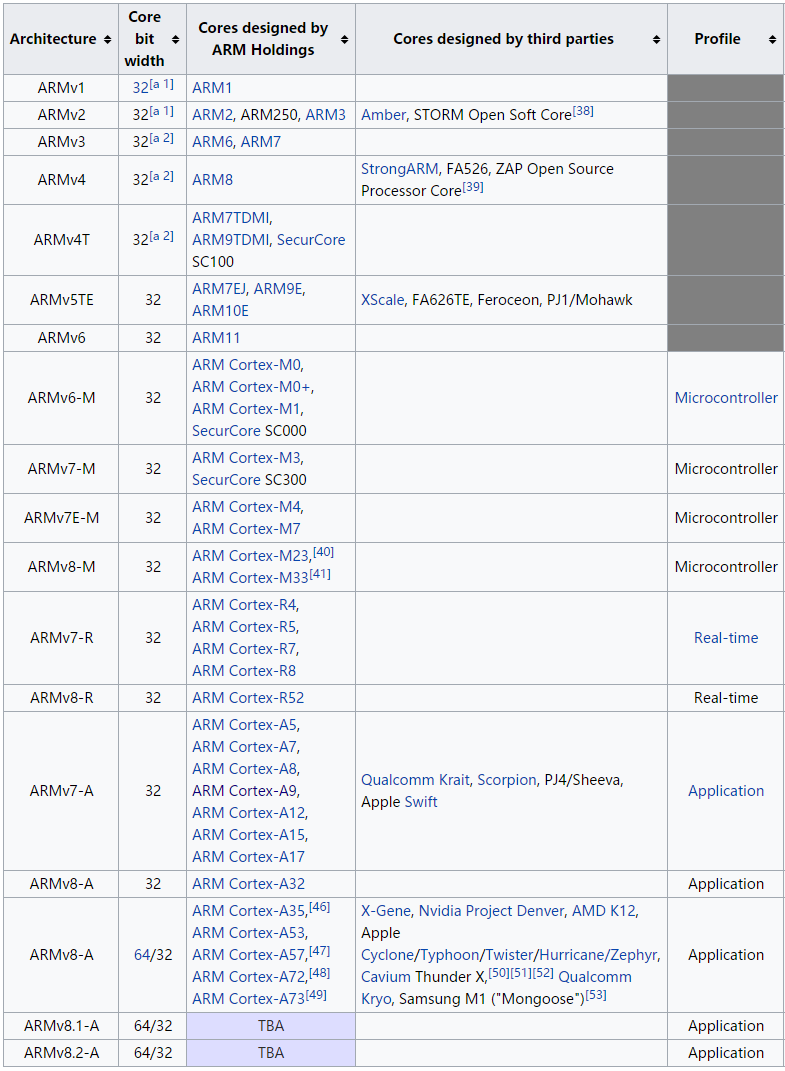 Architecture Core bit width Cores designed by ARM Holdings Cores designed by third parties Profile
ARMv1 32[a 1] ARM1
ARMv2 32[a 1] ARM2, ARM250, ARM3 Amber, STORM Open Soft Core[38]
ARMv3 32[a 2] ARM6, ARM7
ARMv4 32[a 2] ARM8 StrongARM, FA526, ZAP Open Source
Processor Core[39]
ARMv4T 32[a 2] ARM7TDMI,
ARM9TDMI, SecurCore
SC100
ARMv5TE 32 ARM7EJ, ARM9E,
ARM10E XScale, FA626TE, Feroceon, PJ1/Mohawk
ARMv6 32 ARM11
ARMv6-M 32 ARM Cortex-M0,
ARM Cortex-M0+,
ARM Cortex-M1,
SecurCore SC000 Microcontroller
ARMv7-M 32 ARM Cortex-M3,
SecurCore SC300 Microcontroller
ARMv7E-M 32 ARM Cortex-M4,
ARM Cortex-M7 Microcontroller
ARMv8-M 32 ARM Cortex-M23,[40]
ARM Cortex-M33[41] Microcontroller
ARMv7-R 32 ARM Cortex-R4,
ARM Cortex-R5,
ARM Cortex-R7,
ARM Cortex-R8 Real-time
ARMv8-R 32 ARM Cortex-R52 Real-time
ARMv7-A 32 ARM Cortex-A5,
ARM Cortex-A7,
ARM Cortex-A8,
ARM Cortex-A9,
ARM Cortex-A12,
ARM Cortex-A15,
ARM Cortex-A17 Qualcomm Krait, Scorpion, PJ4/Sheeva,
Apple Swift Application
ARMv8-A 32 ARM Cortex-A32 Application
ARMv8-A 64/32 ARM Cortex-A35,[46]
ARM Cortex-A53,
ARM Cortex-A57,[47]
ARM Cortex-A72,[48]
ARM Cortex-A73[49] X-Gene, Nvidia Project Denver, AMD K12,
Apple
Cyclone/Typhoon/Twister/Hurricane/Zephyr,
Cavium Thunder X,[50][51][52] Qualcomm
Kryo, Samsung M1 ("Mongoose")[53] Application
ARMv8.1-A 64/32 TBA Application
ARMv8.2-A 64/32 TBA Application